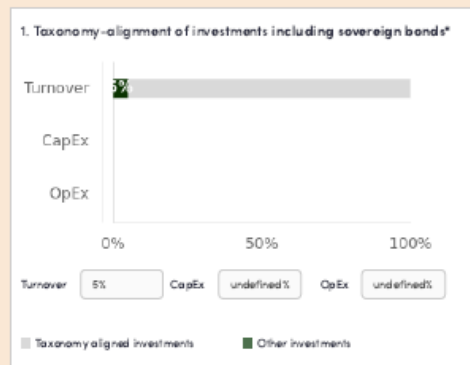 1. Taxonomy-alignment of investments including sovereign bonds*
Turnover 5%
CapEx
OpEx
0% 50% 100%
Turnover 5% CapEx undefined% OpEx undefined%
Taxonomy aligned investments Other investments